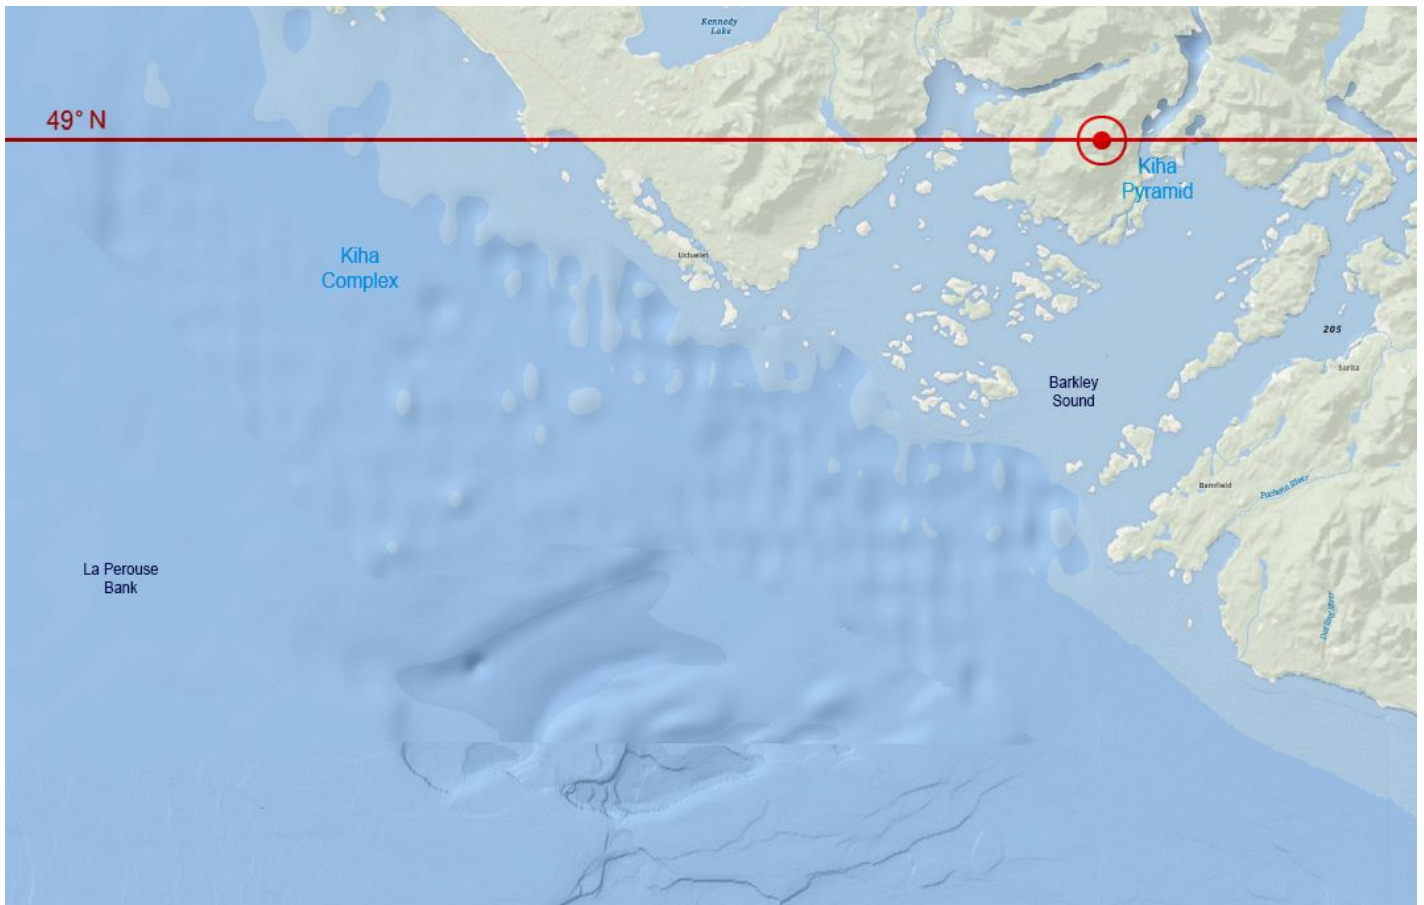 Kennedy
Lake
49° N
Kiha
Pyramid
Kiha
Complex
Ucluelet
205
Sarita
Barkley
Sound
Bamfield
Pachena River
La Perouse
Bank